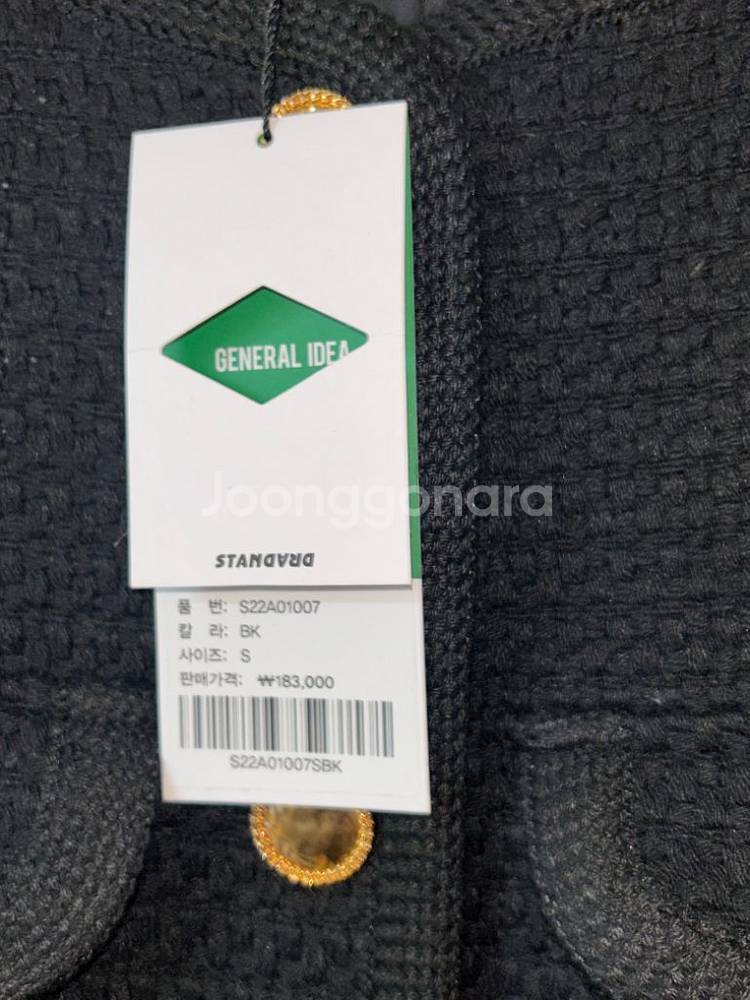 GENERAL IDEA
Joonggonara
STANDARD
품 번: S22A01007
칼 라: BK
사이즈: S
판매가격: ₩183,000
S22A01007SBK